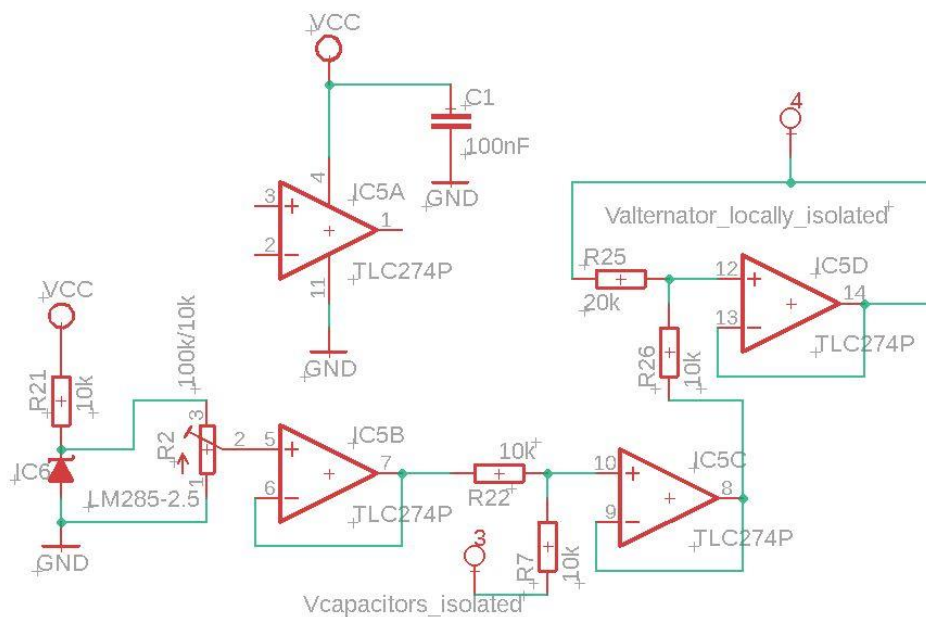 VCC
C1
100nF
GND
4
3
2
1
IC5A
TLC274P
11
GND
4
Valternator_locally_isolated
R25
20k
12
13
14
IC5D
TLC274P
R26
10k
VCC
R21
10k
100k/10k
3
R2
2
1
IC6
LM285-2.5
GND
5
6
7
IC5B
TLC274P
10k
R22
10
9
8
IC5C
TLC274P
R7
10k
3
Vcapacitors_isolated